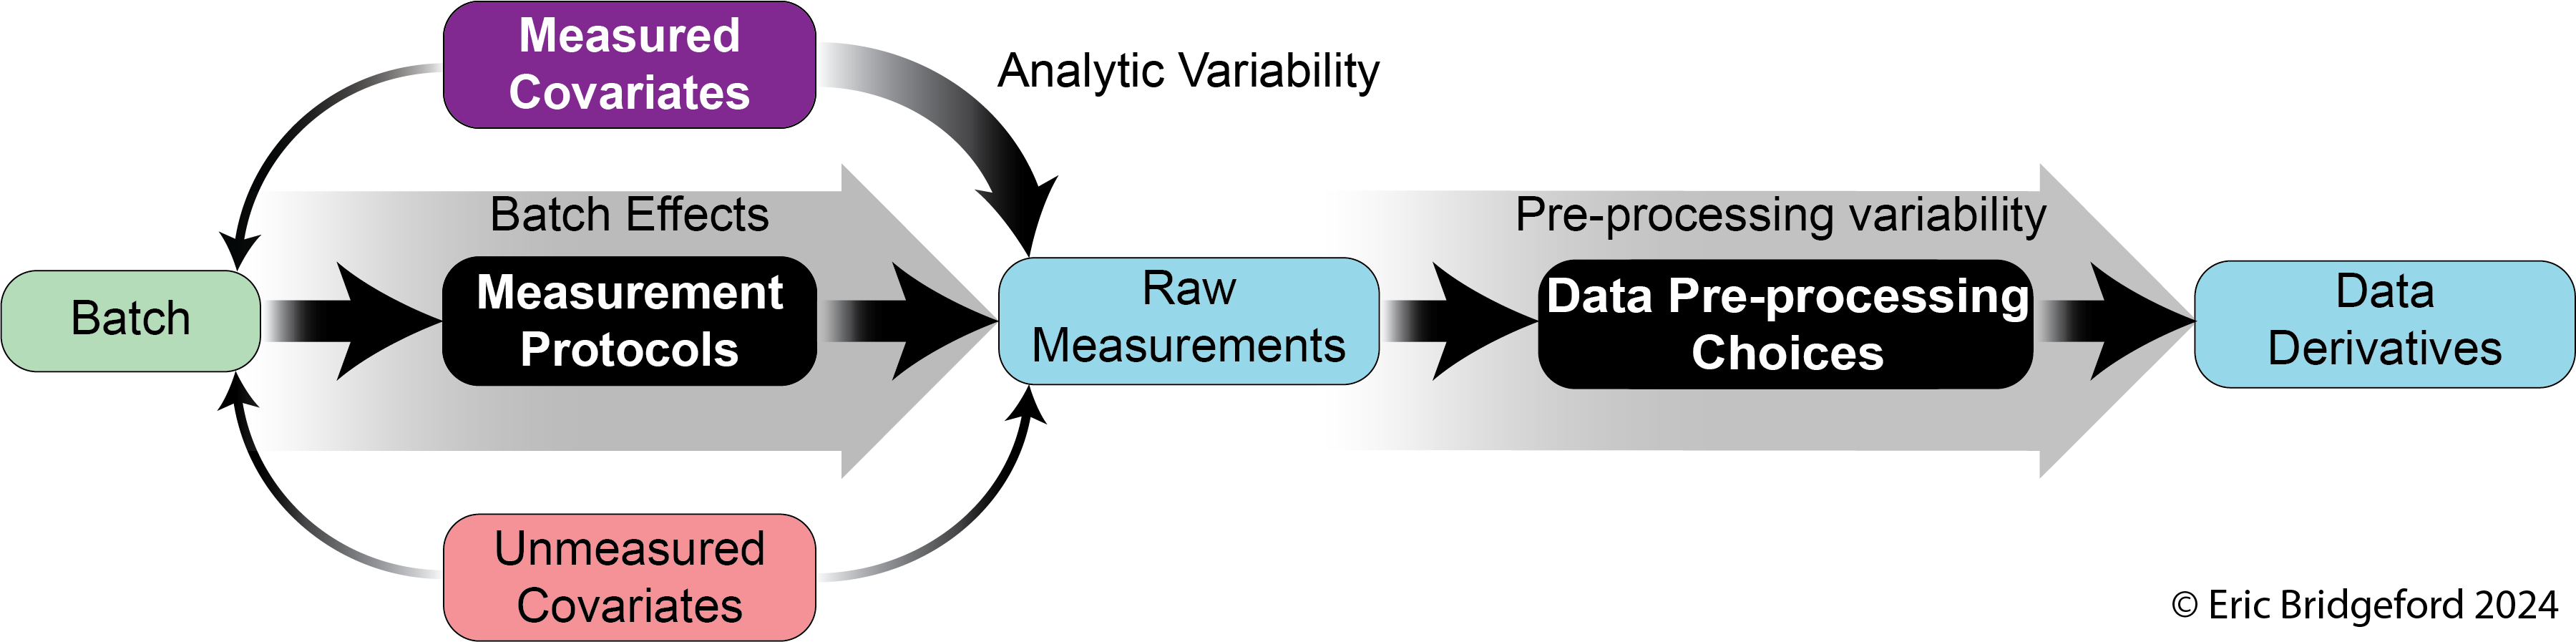 Measured
Covariates
Analytic Variability
Batch Effects
Pre-processing variability
Batch
Measurement
Protocols
Raw
Measurements
Data Pre-processing
Choices
Data
Derivatives
Unmeasured
Covariates
© Eric Bridgeford 2024